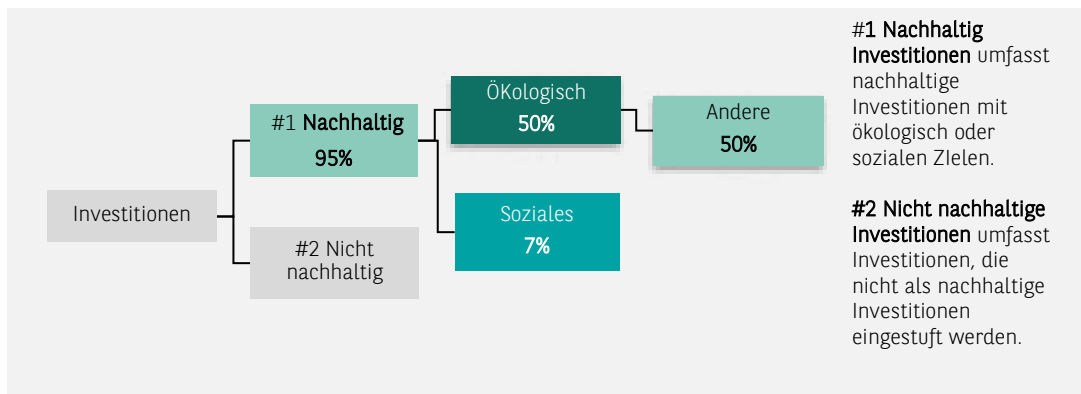 Investitionen
#1 Nachhaltig
95%
#2 Nicht
nachhaltig
ÖKologisch
50%
Soziales
7%
Andere
50%
#1 Nachhaltig
Investitionen umfasst
nachhaltige
Investitionen mit
ökologisch oder
sozialen ZIelen.
#2 Nicht nachhaltige
Investitionen umfasst
Investitionen, die
nicht als nachhaltige
Investitionen
eingestuft werden.